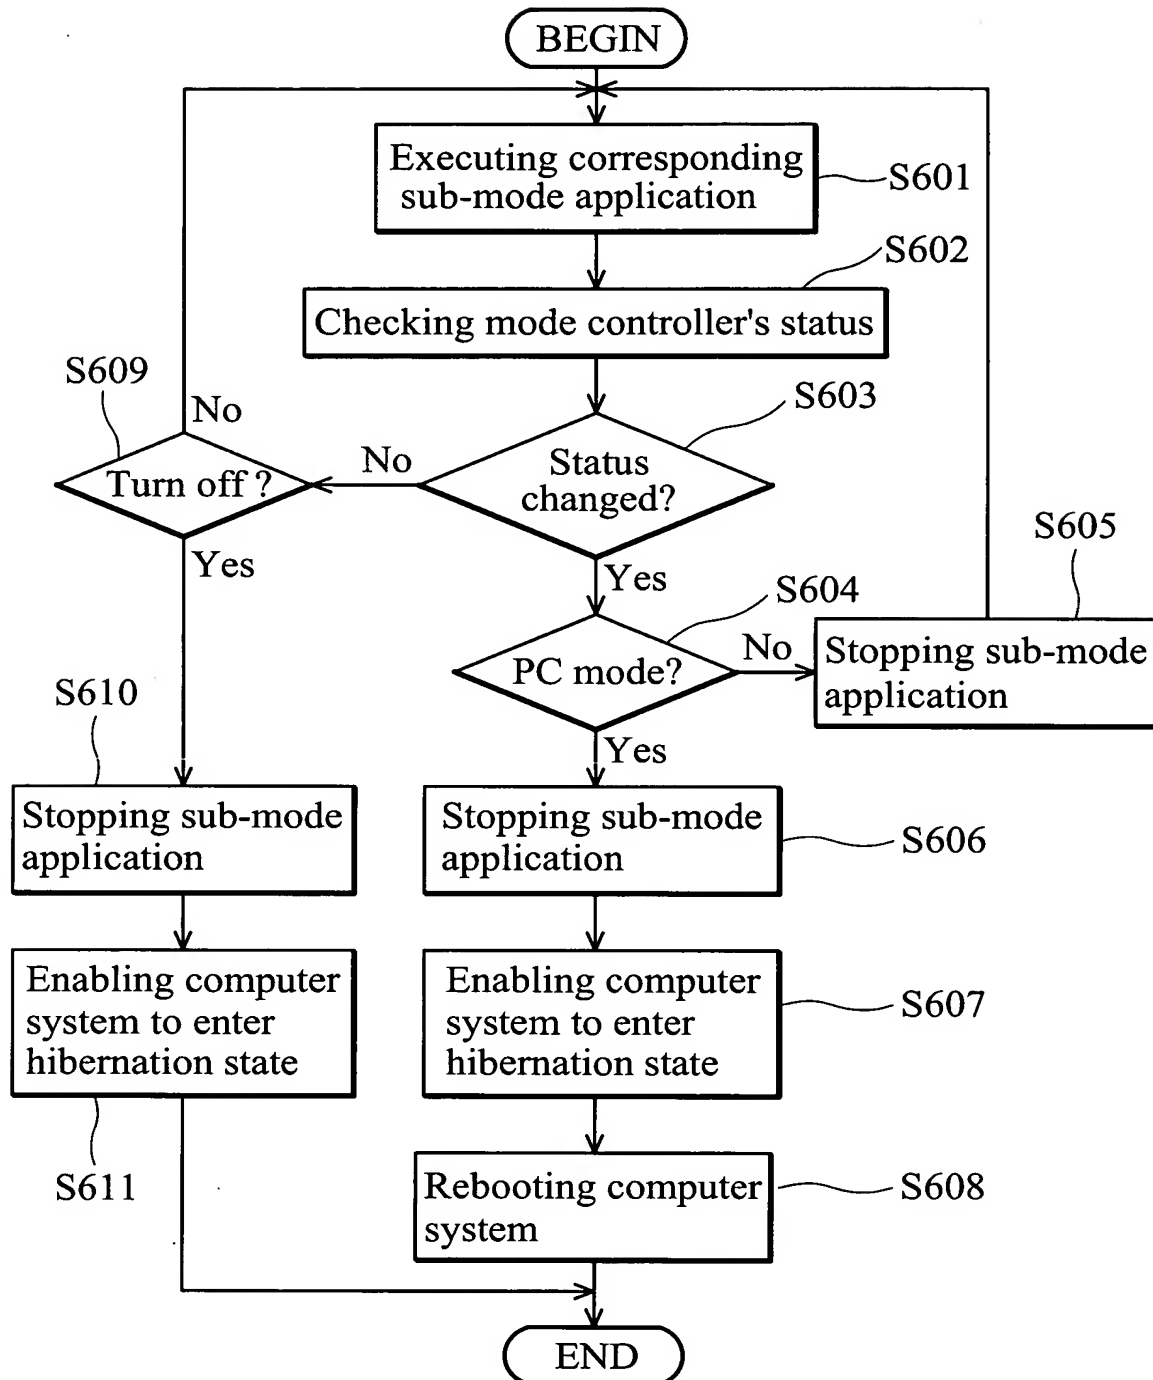 BEGIN
Executing corresponding
sub-mode application
S601
S602
Checking mode controller's status
S609
S603
No
No
Turn off ?
Status
changed?
S605
Yes
Yes
S604
Stopping sub-mode
application
No
PC mode?
S610
Yes
Stopping sub-mode
application
Stopping sub-mode
application
S606
Enabling computer
system to enter
hibernation state
Enabling computer
system to enter
hibernation state
S607
S611
Rebooting computer
system
S608
END